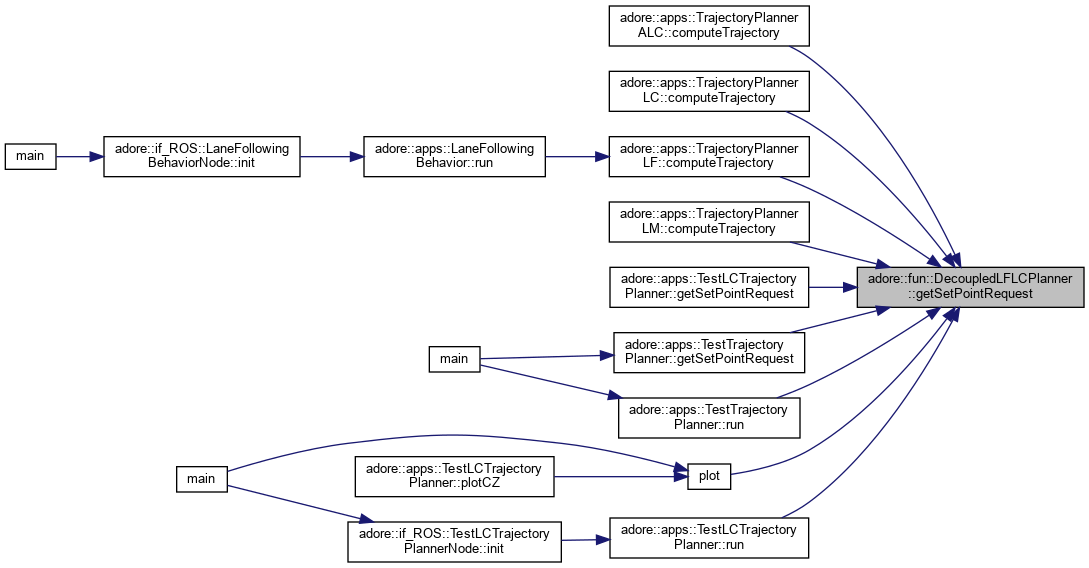 adore::apps::TrajectoryPlanner
ALC::computeTrajectory
adore::apps::TrajectoryPlanner
LC::computeTrajectory
main
adore::if_ROS::LaneFollowing
BehaviorNode::init
adore::apps::LaneFollowing
Behavior::run
adore::apps::TrajectoryPlanner
LF::computeTrajectory
adore::apps::TrajectoryPlanner
LM::computeTrajectory
adore::apps::TestLCTrajectory
Planner::getSetPointRequest
adore::fun::DecoupledLFLCPlanner
::getSetPointRequest
main
adore::apps::TestTrajectory
Planner::getSetPointRequest
adore::apps::TestTrajectory
Planner::run
main
adore::apps::TestLCTrajectory
Planner::plotCZ
plot
adore::if_ROS::TestLCTrajectory
PlannerNode::init
adore::apps::TestLCTrajectory
Planner::run